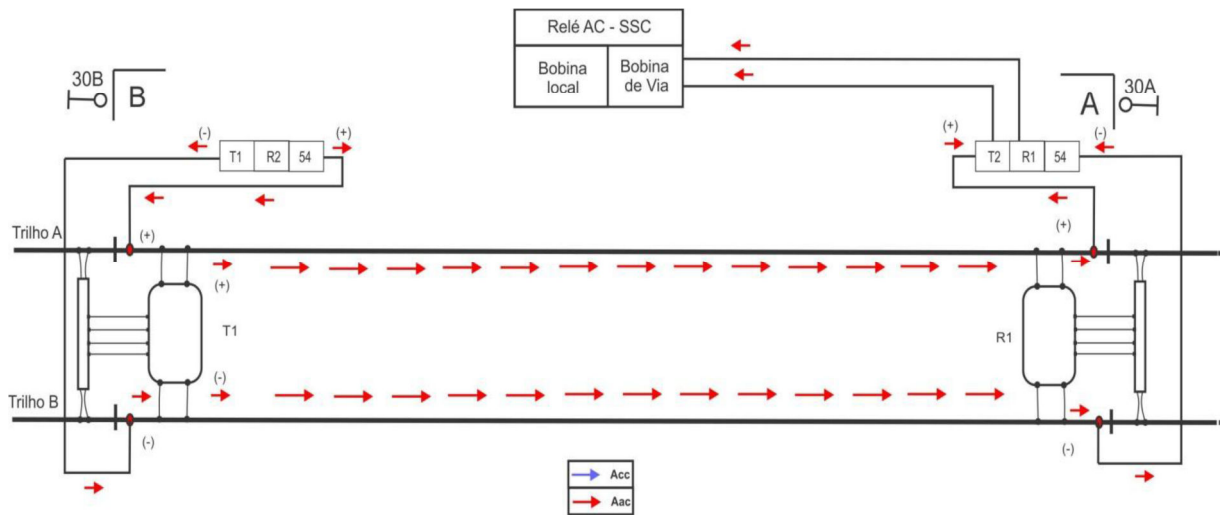 Relé AC - SSC
Bobina local
Bobina de Via
30B
B
A
30A
(-)
(+)
T1
R2
54
(+)
(-)
T2
R1
54
Trilho A
(+)
(+)
(+)
T1
R1
(-)
Trilho B
(-)
(-)
Acc
Aac